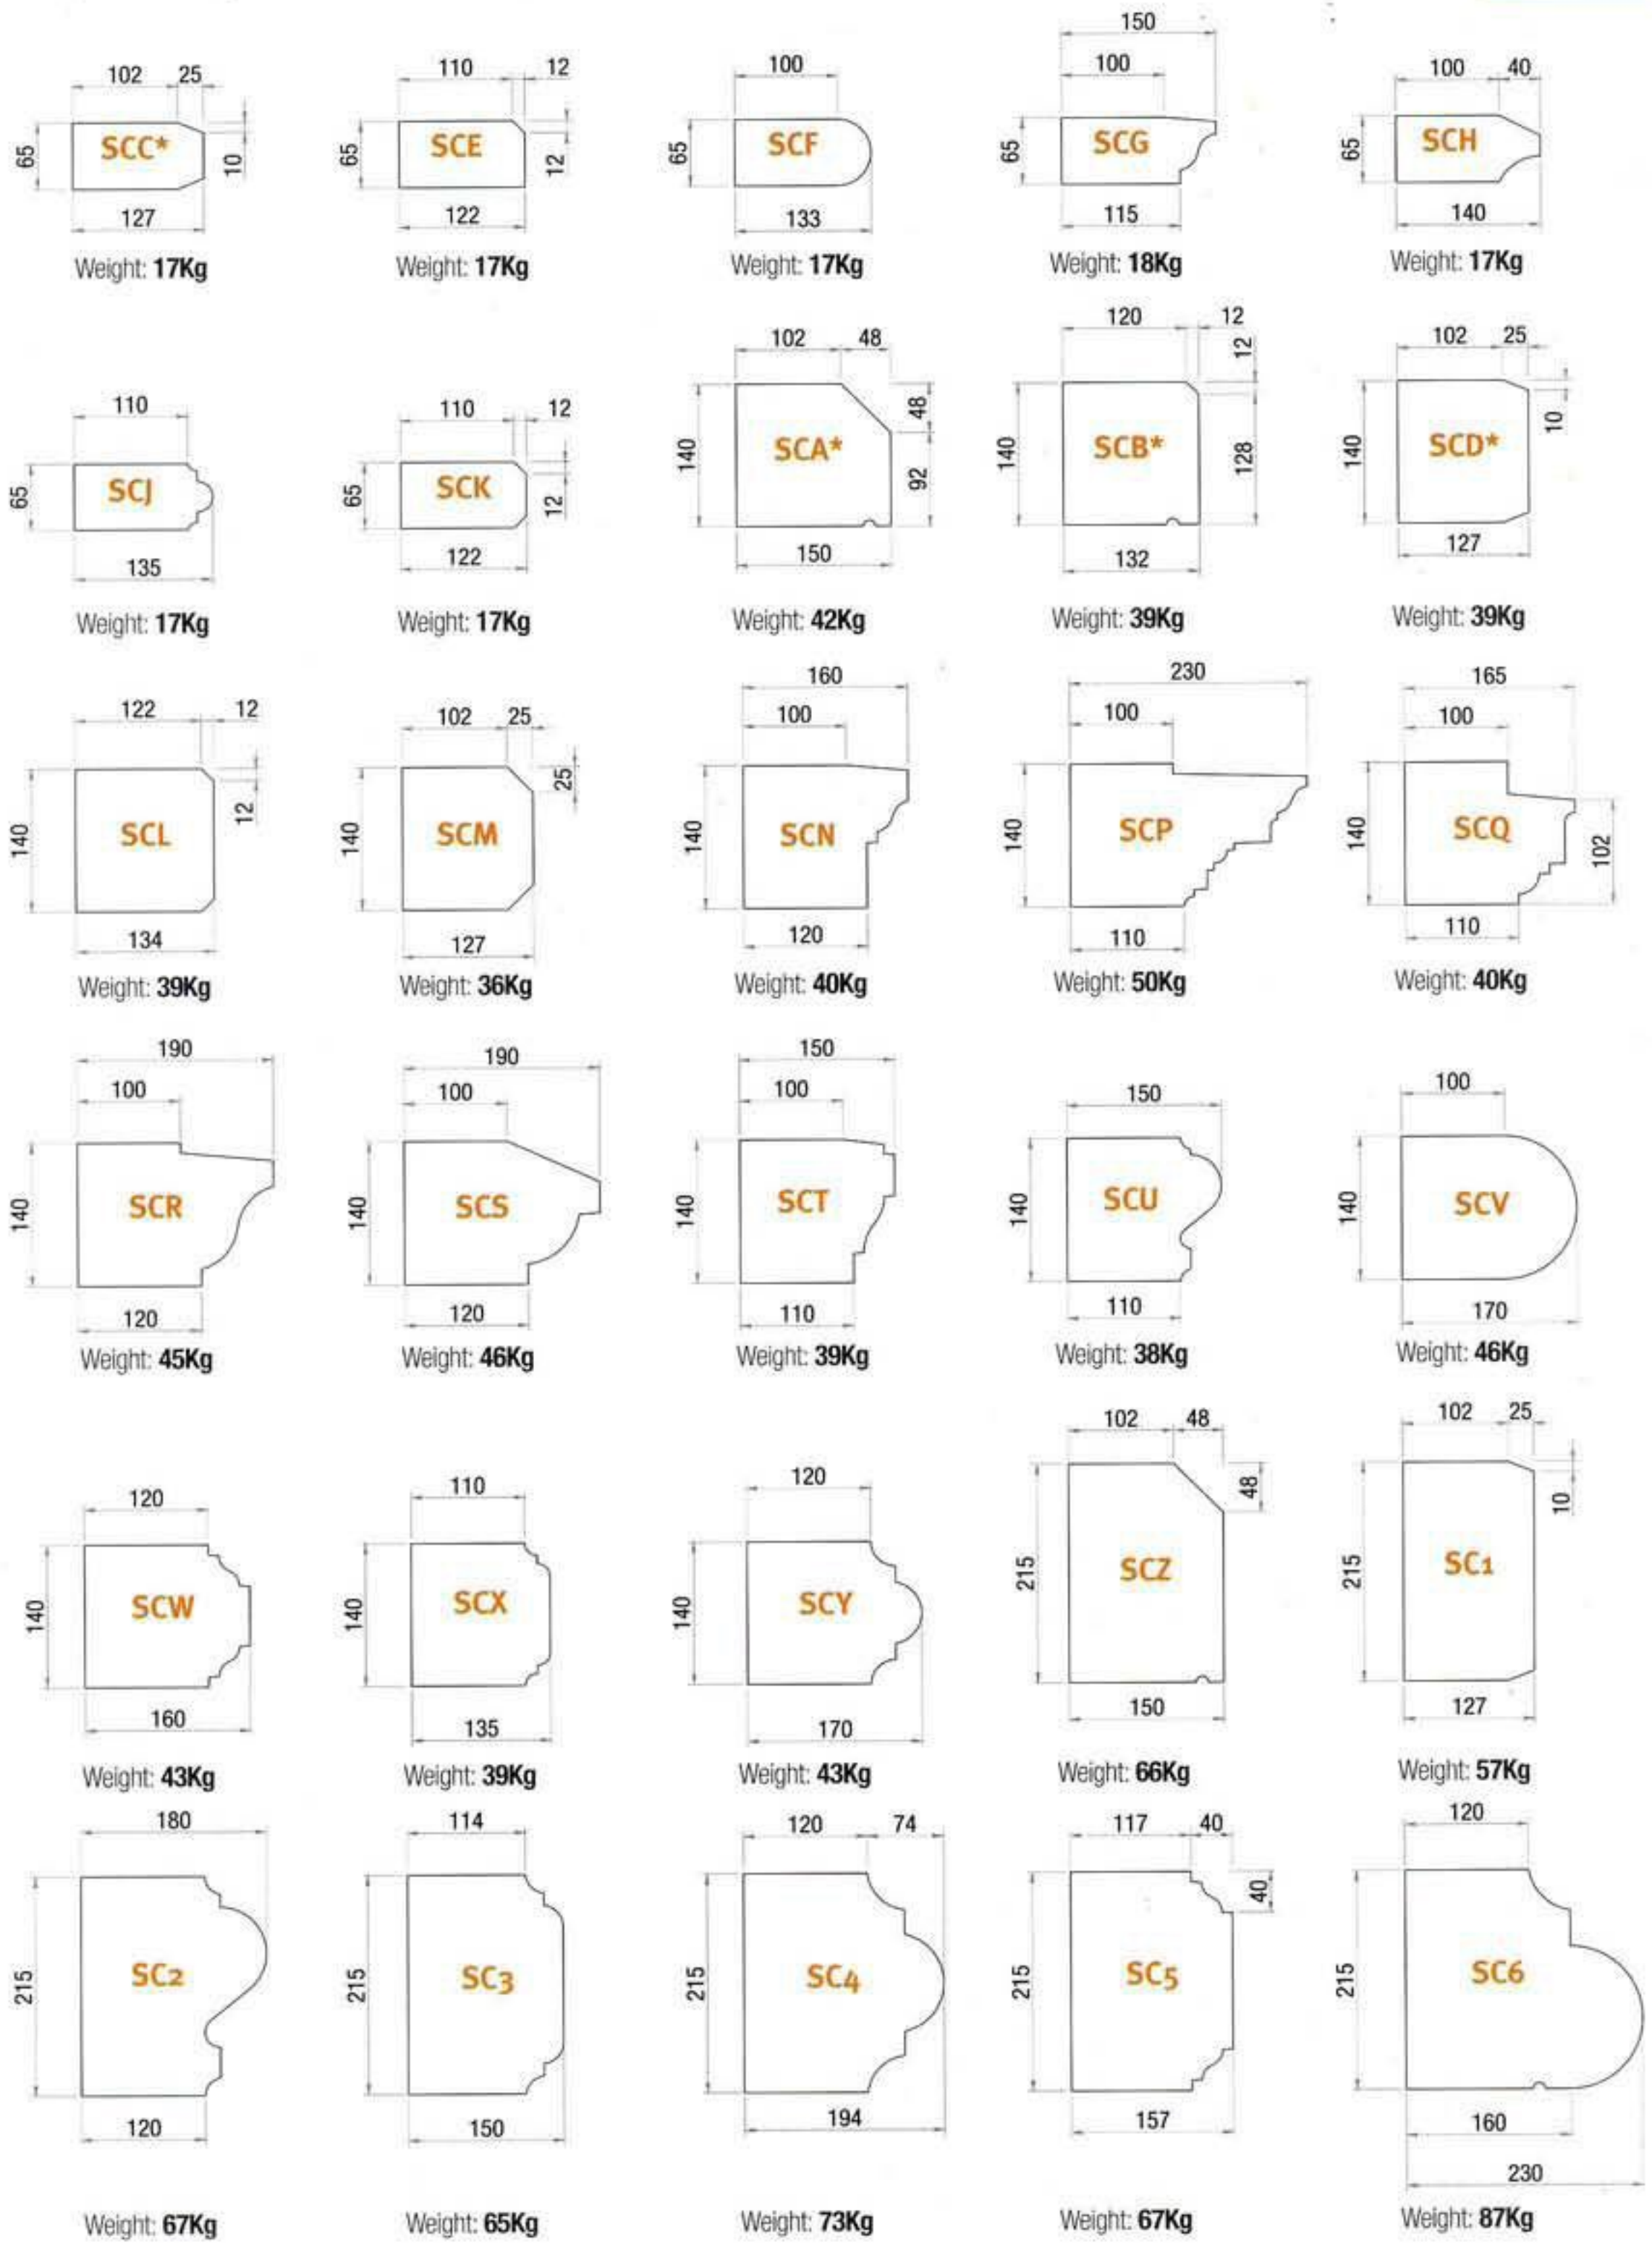 150
102 25
110 12
100
100
100 40
65 SCC* 10
65 SCE 12
65 SCF
65 SCG
65 SCH
127
122
133
115
140
Weight: 17Kg
Weight: 17Kg
Weight: 17Kg
Weight: 18Kg
Weight: 17Kg
110
110 12
102 48
120 12
102 25
65 SCJ
65 SCK 12
140 SCA* 48 92
140 SCB* 12 128
140 SCD* 10
135
122
150
132
127
Weight: 17Kg
Weight: 17Kg
Weight: 42Kg
Weight: 39Kg
Weight: 39Kg
160
230
165
122 12
102 25
100
100
100
140 SCL 12
140 SCM 25
140 SCN
140 SCP
140 SCQ 102
134
127
120
110
110
Weight: 39Kg
Weight: 36Kg
Weight: 40Kg
Weight: 50Kg
Weight: 40Kg
190
190
150
100
100
100
150
100
140 SCR
140 SCS
140 SCT
140 SCU
140 SCV
120
120
110
110
170
Weight: 45Kg
Weight: 46Kg
Weight: 39Kg
Weight: 38Kg
Weight: 46Kg
120
110
120
102 48
102 25
140 SCW
140 SCX
140 SCY
215 SCZ 48
215 SC1 10
160
135
170
150
127
Weight: 43Kg
Weight: 39Kg
Weight: 43Kg
Weight: 66Kg
Weight: 57Kg
180
114
120 74
117 40
120
215 SC2
215 SC3
215 SC4
215 SC5 40
215 SC6
120
150
194
157
160
230
Weight: 67Kg
Weight: 65Kg
Weight: 73Kg
Weight: 67Kg
Weight: 87Kg